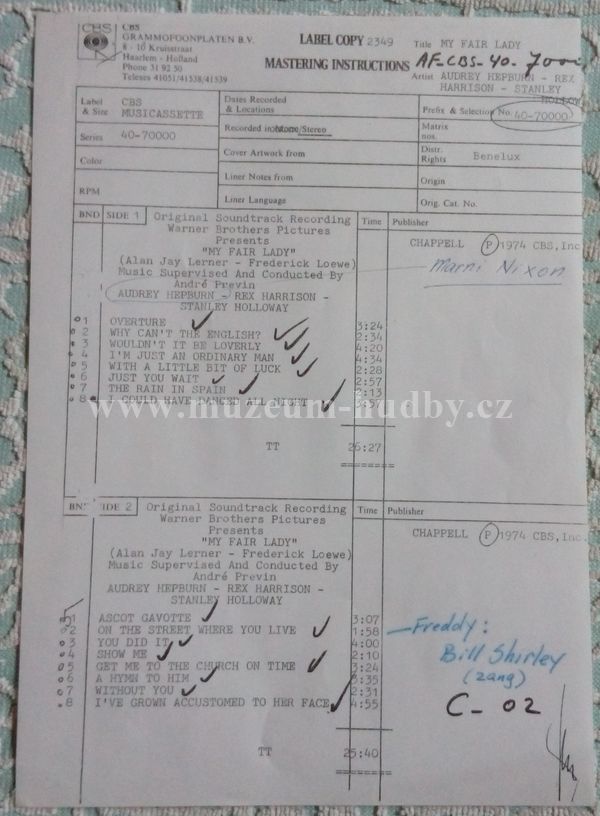 CBS
CBS
GRAMMOFOONPLATEN B.V.
8 - 10 Kruisstraat
Haarlem - Holland
Phone 31 92 50
Telexes 41051/41538/41539
LABEL COPY 2349
MASTERING INSTRUCTIONS
Title MY FAIR LADY
AF-CBS-40-7000
Artist AUDREY HEPBURN - REX
HARRISON - STANLEY
HOLLOW
Label & Size CBS MUSICASSETTE
Series 40-70000
Color
RPM
Dates Recorded & Locations
Recorded in Mono/Stereo
Cover Artwork from
Liner Notes from
Liner Language
Prefix & Selection No. 40-70000
Matrix nos.
Distr. Rights Benelux
Origin
Orig. Cat. No.
BND SIDE 1 Original Soundtrack Recording Time Publisher
Warner Brothers Pictures
Presents
"MY FAIR LADY"
(Alan Jay Lerner - Frederick Loewe)
Music Supervised And Conducted By
André Previn
AUDREY HEPBURN - REX HARRISON -
STANLEY HOLLOWAY
CHAPPELL P 1974 CBS, Inc
Marni Nixon
1 OVERTURE 3:24
2 WHY CAN'T THE ENGLISH? 2:34
3 WOULDN'T IT BE LOVERLY 4:20
4 I'M JUST AN ORDINARY MAN 4:34
5 WITH A LITTLE BIT OF LUCK 2:28
6 JUST YOU WAIT 2:57
7 THE RAIN IN SPAIN 2:13
8 I COULD HAVE DANCED ALL NIGHT 3:57
www.muzeum-hudby.cz
TT 26:27
SIDE 2 Original Soundtrack Recording Time Publisher
Warner Brothers Pictures
Presents
"MY FAIR LADY"
(Alan Jay Lerner - Frederick Loewe)
Music Supervised And Conducted By
André Previn
AUDREY HEPBURN - REX HARRISON -
STANLEY HOLLOWAY
CHAPPELL P 1974 CBS, Inc.
1 ASCOT GAVOTTE 3:07
2 ON THE STREET WHERE YOU LIVE 1:58
3 YOU DID IT 4:00
4 SHOW ME 2:10
5 GET ME TO THE CHURCH ON TIME 3:24
6 A HYMN TO HIM 3:35
7 WITHOUT YOU 2:31
8 I'VE GROWN ACCUSTOMED TO HER FACE 4:55
Freddy:
Bill Shirley
(zang)
C-02
TT 25:40